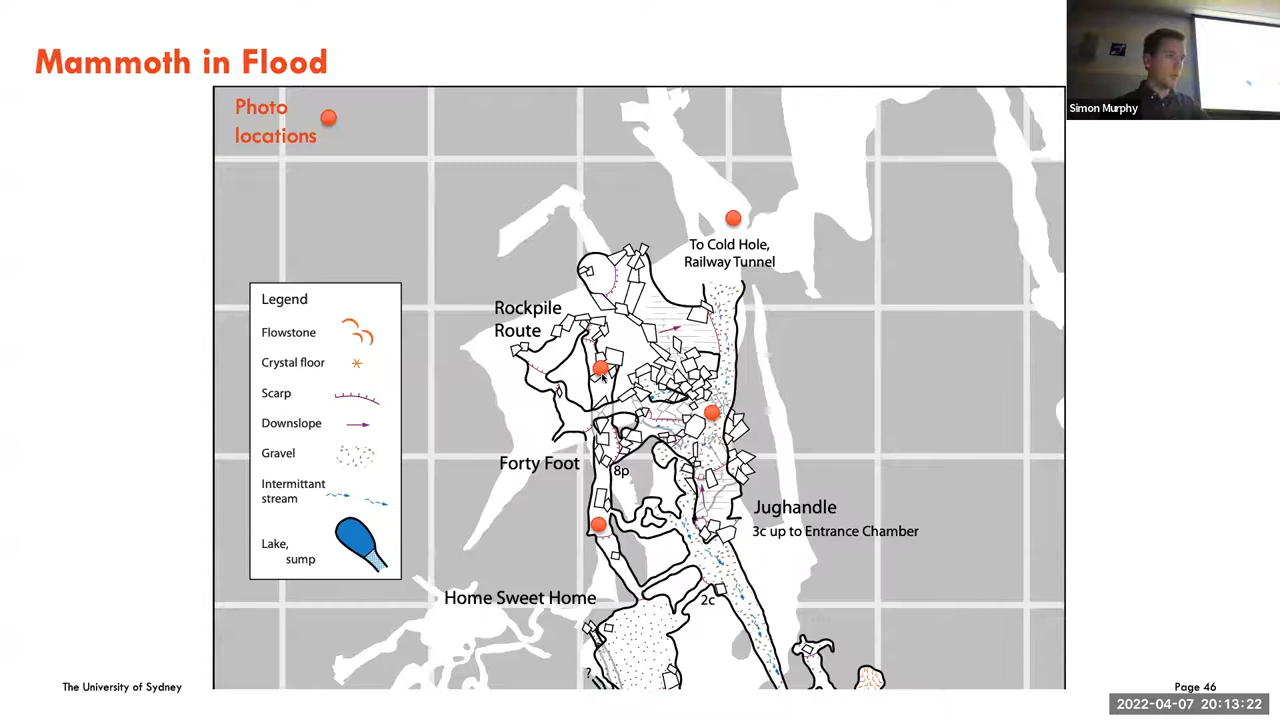 Mammoth in Flood
Simon Murphy
Photo
locations
To Cold Hole,
Railway Tunnel
Legend
Flowstone
Crystal floor
Scarp
Downslope
Gravel
Intermittant
stream
Lake,
sump
Rockpile
Route
Forty Foot
8p
Jughandle
3c up to Entrance Chamber
Home Sweet Home
2c
?
The University of Sydney
Page 46
2022-04-07 20:13:22